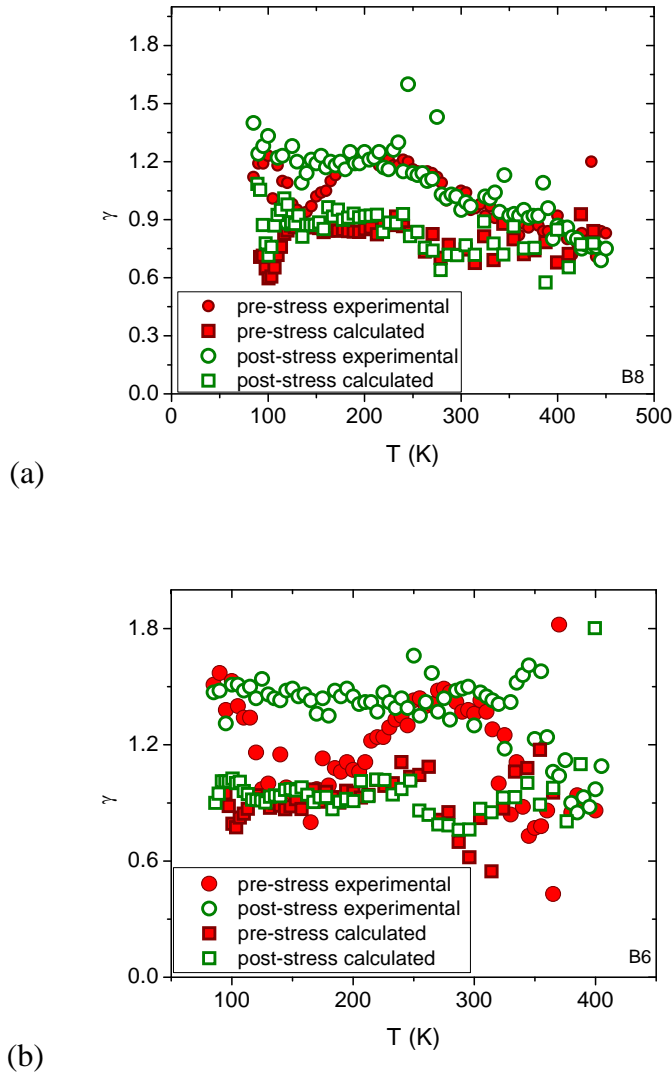 1.8
1.5
1.2
γ
0.9
0.6
pre-stress experimental
pre-stress calculated
0.3
post-stress experimental
post-stress calculated
B8
0.0
0 100 200 300 400 500
T (K)
(a)
1.8
1.2
γ
0.6
pre-stress experimental
post-stress experimental
pre-stress calculated
post-stress calculated
B6
0.0
100 200 300 400
T (K)
(b)